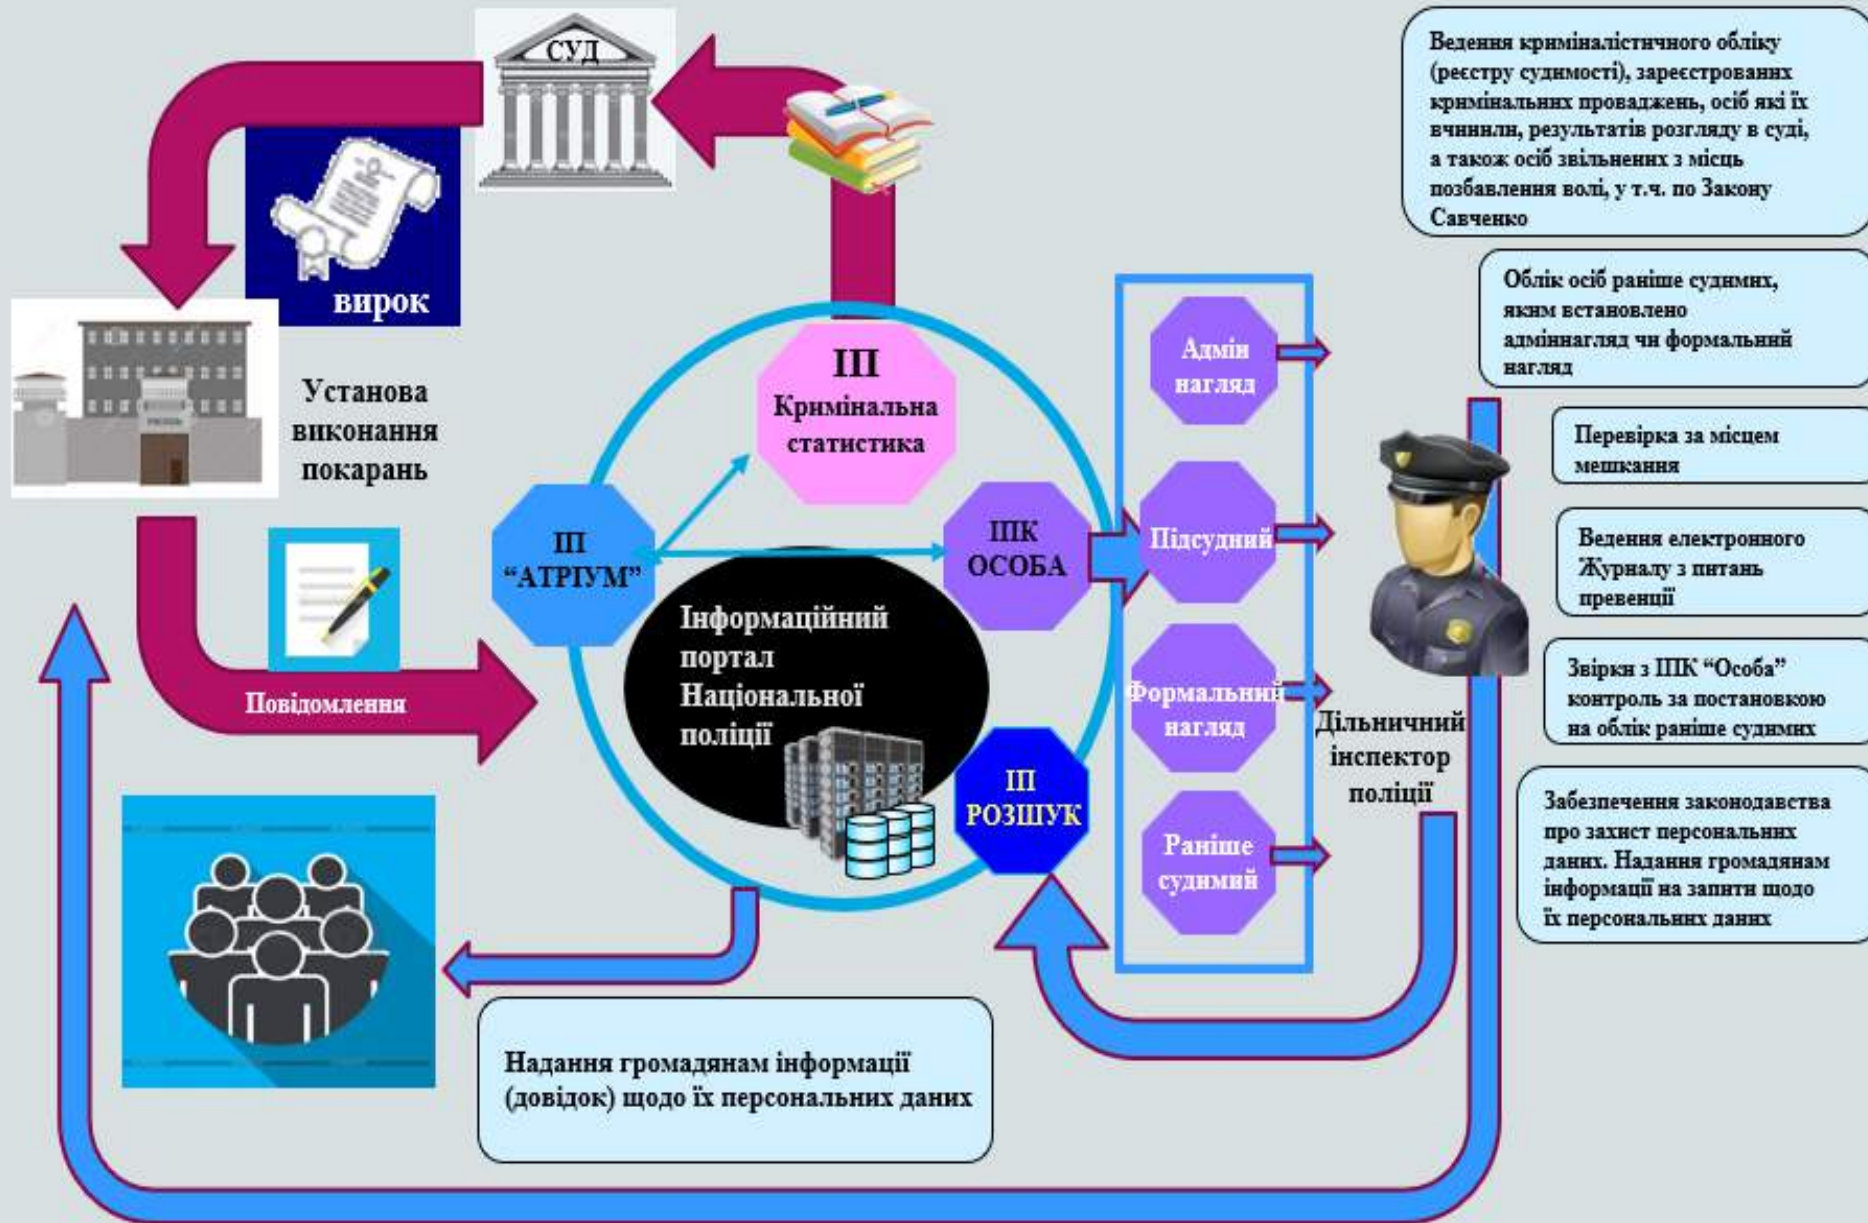 СУД
вирок
Установа
виконання
покарань
Повідомлення
ІП
Кримінальна
статистика
ІП
“АТРІУМ”
ІПК
ОСОБА
Інформаційний
портал
Національної
поліції
ІП
РОЗШУК
Адмін
нагляд
Підсудний
Формальний
нагляд
Раніше
судимий
Дільничний
інспектор
поліції
Ведення криміналістичного обліку
(реєстру судимості), зареєстрованих
кримінальних проваджень, осіб які їх
вчинили, результатів розгляду в суді,
а також осіб звільнених з місць
позбавлення волі, у т.ч. по Закону
Савченко
Облік осіб раніше судимих,
яким встановлено
адміннагляд чи формальний
нагляд
Перевірка за місцем
мешкання
Ведення електронного
Журналу з питань
превенції
Звірки з ІПК “Особа”
контроль за постановкою
на облік раніше судимих
Забезпечення законодавства
про захист персональних
даних. Надання громадянам
інформації на запити щодо
їх персональних даних
Надання громадянам інформації
(довідок) щодо їх персональних даних